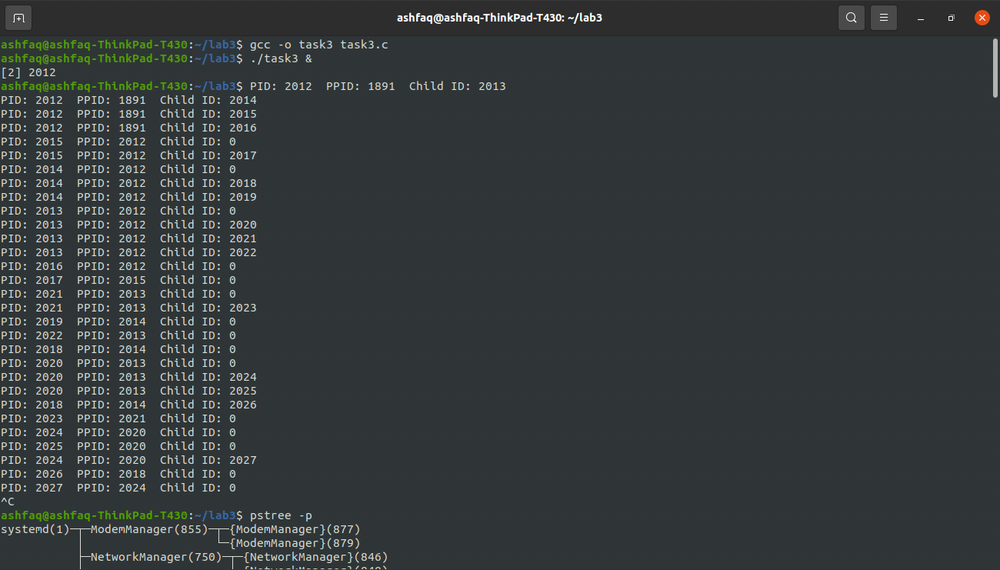 ashfaq@ashfaq-ThinkPad-T430: ~/lab3
ashfaq@ashfaq-ThinkPad-T430:~/lab3$ gcc -o task3 task3.c
ashfaq@ashfaq-ThinkPad-T430:~/lab3$ ./task3 &
[2] 2012
ashfaq@ashfaq-ThinkPad-T430:~/lab3$ PID: 2012  PPID: 1891  Child ID: 2013
PID: 2012  PPID: 1891  Child ID: 2014
PID: 2012  PPID: 1891  Child ID: 2015
PID: 2012  PPID: 1891  Child ID: 2016
PID: 2015  PPID: 2012  Child ID: 0
PID: 2015  PPID: 2012  Child ID: 2017
PID: 2014  PPID: 2012  Child ID: 0
PID: 2014  PPID: 2012  Child ID: 2018
PID: 2014  PPID: 2012  Child ID: 2019
PID: 2013  PPID: 2012  Child ID: 0
PID: 2013  PPID: 2012  Child ID: 2020
PID: 2013  PPID: 2012  Child ID: 2021
PID: 2013  PPID: 2012  Child ID: 2022
PID: 2016  PPID: 2012  Child ID: 0
PID: 2017  PPID: 2015  Child ID: 0
PID: 2021  PPID: 2013  Child ID: 0
PID: 2021  PPID: 2013  Child ID: 2023
PID: 2019  PPID: 2014  Child ID: 0
PID: 2022  PPID: 2013  Child ID: 0
PID: 2018  PPID: 2014  Child ID: 0
PID: 2020  PPID: 2013  Child ID: 0
PID: 2020  PPID: 2013  Child ID: 2024
PID: 2020  PPID: 2013  Child ID: 2025
PID: 2018  PPID: 2014  Child ID: 2026
PID: 2023  PPID: 2021  Child ID: 0
PID: 2024  PPID: 2020  Child ID: 0
PID: 2025  PPID: 2020  Child ID: 0
PID: 2024  PPID: 2020  Child ID: 2027
PID: 2026  PPID: 2018  Child ID: 0
PID: 2027  PPID: 2024  Child ID: 0
^C
ashfaq@ashfaq-ThinkPad-T430:~/lab3$ pstree -p
systemd(1)─┬─ModemManager(855)─┬─{ModemManager}(877)
└─{ModemManager}(879)
├─NetworkManager(750)─┬─{NetworkManager}(846)